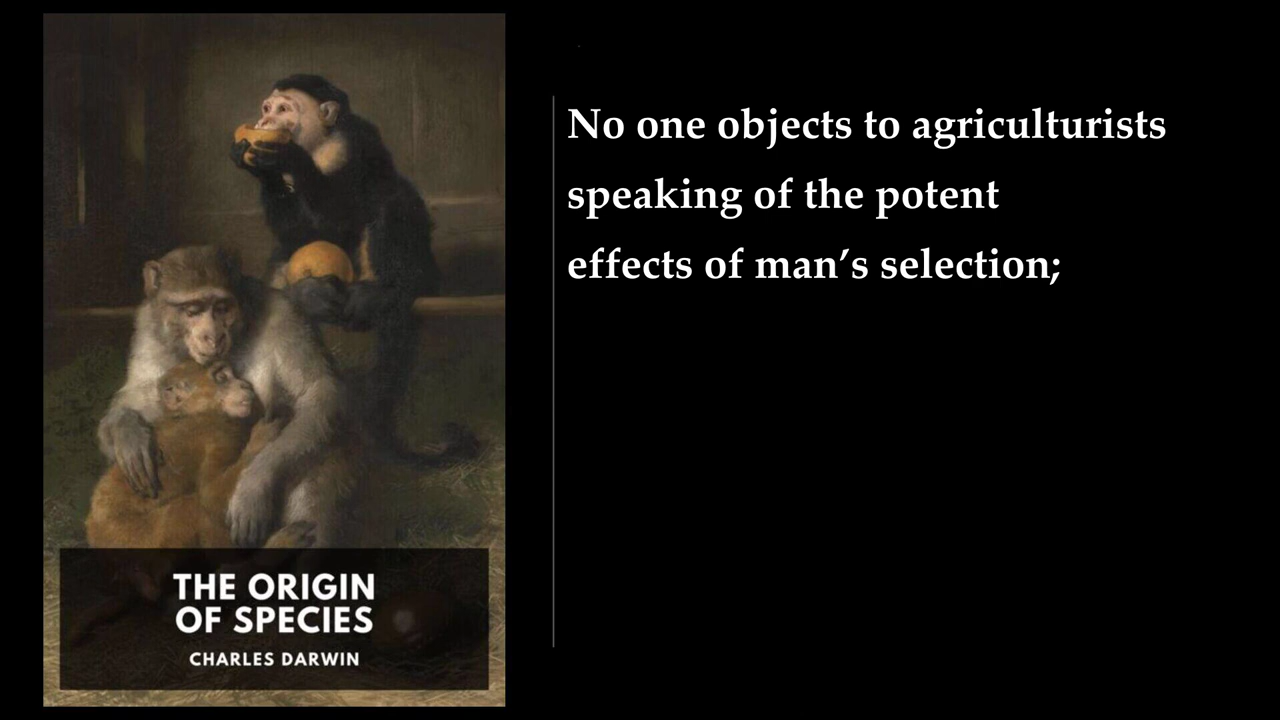 No one objects to agriculturists
speaking of the potent
effects of man’s selection;
THE ORIGIN
OF SPECIES
CHARLES DARWIN